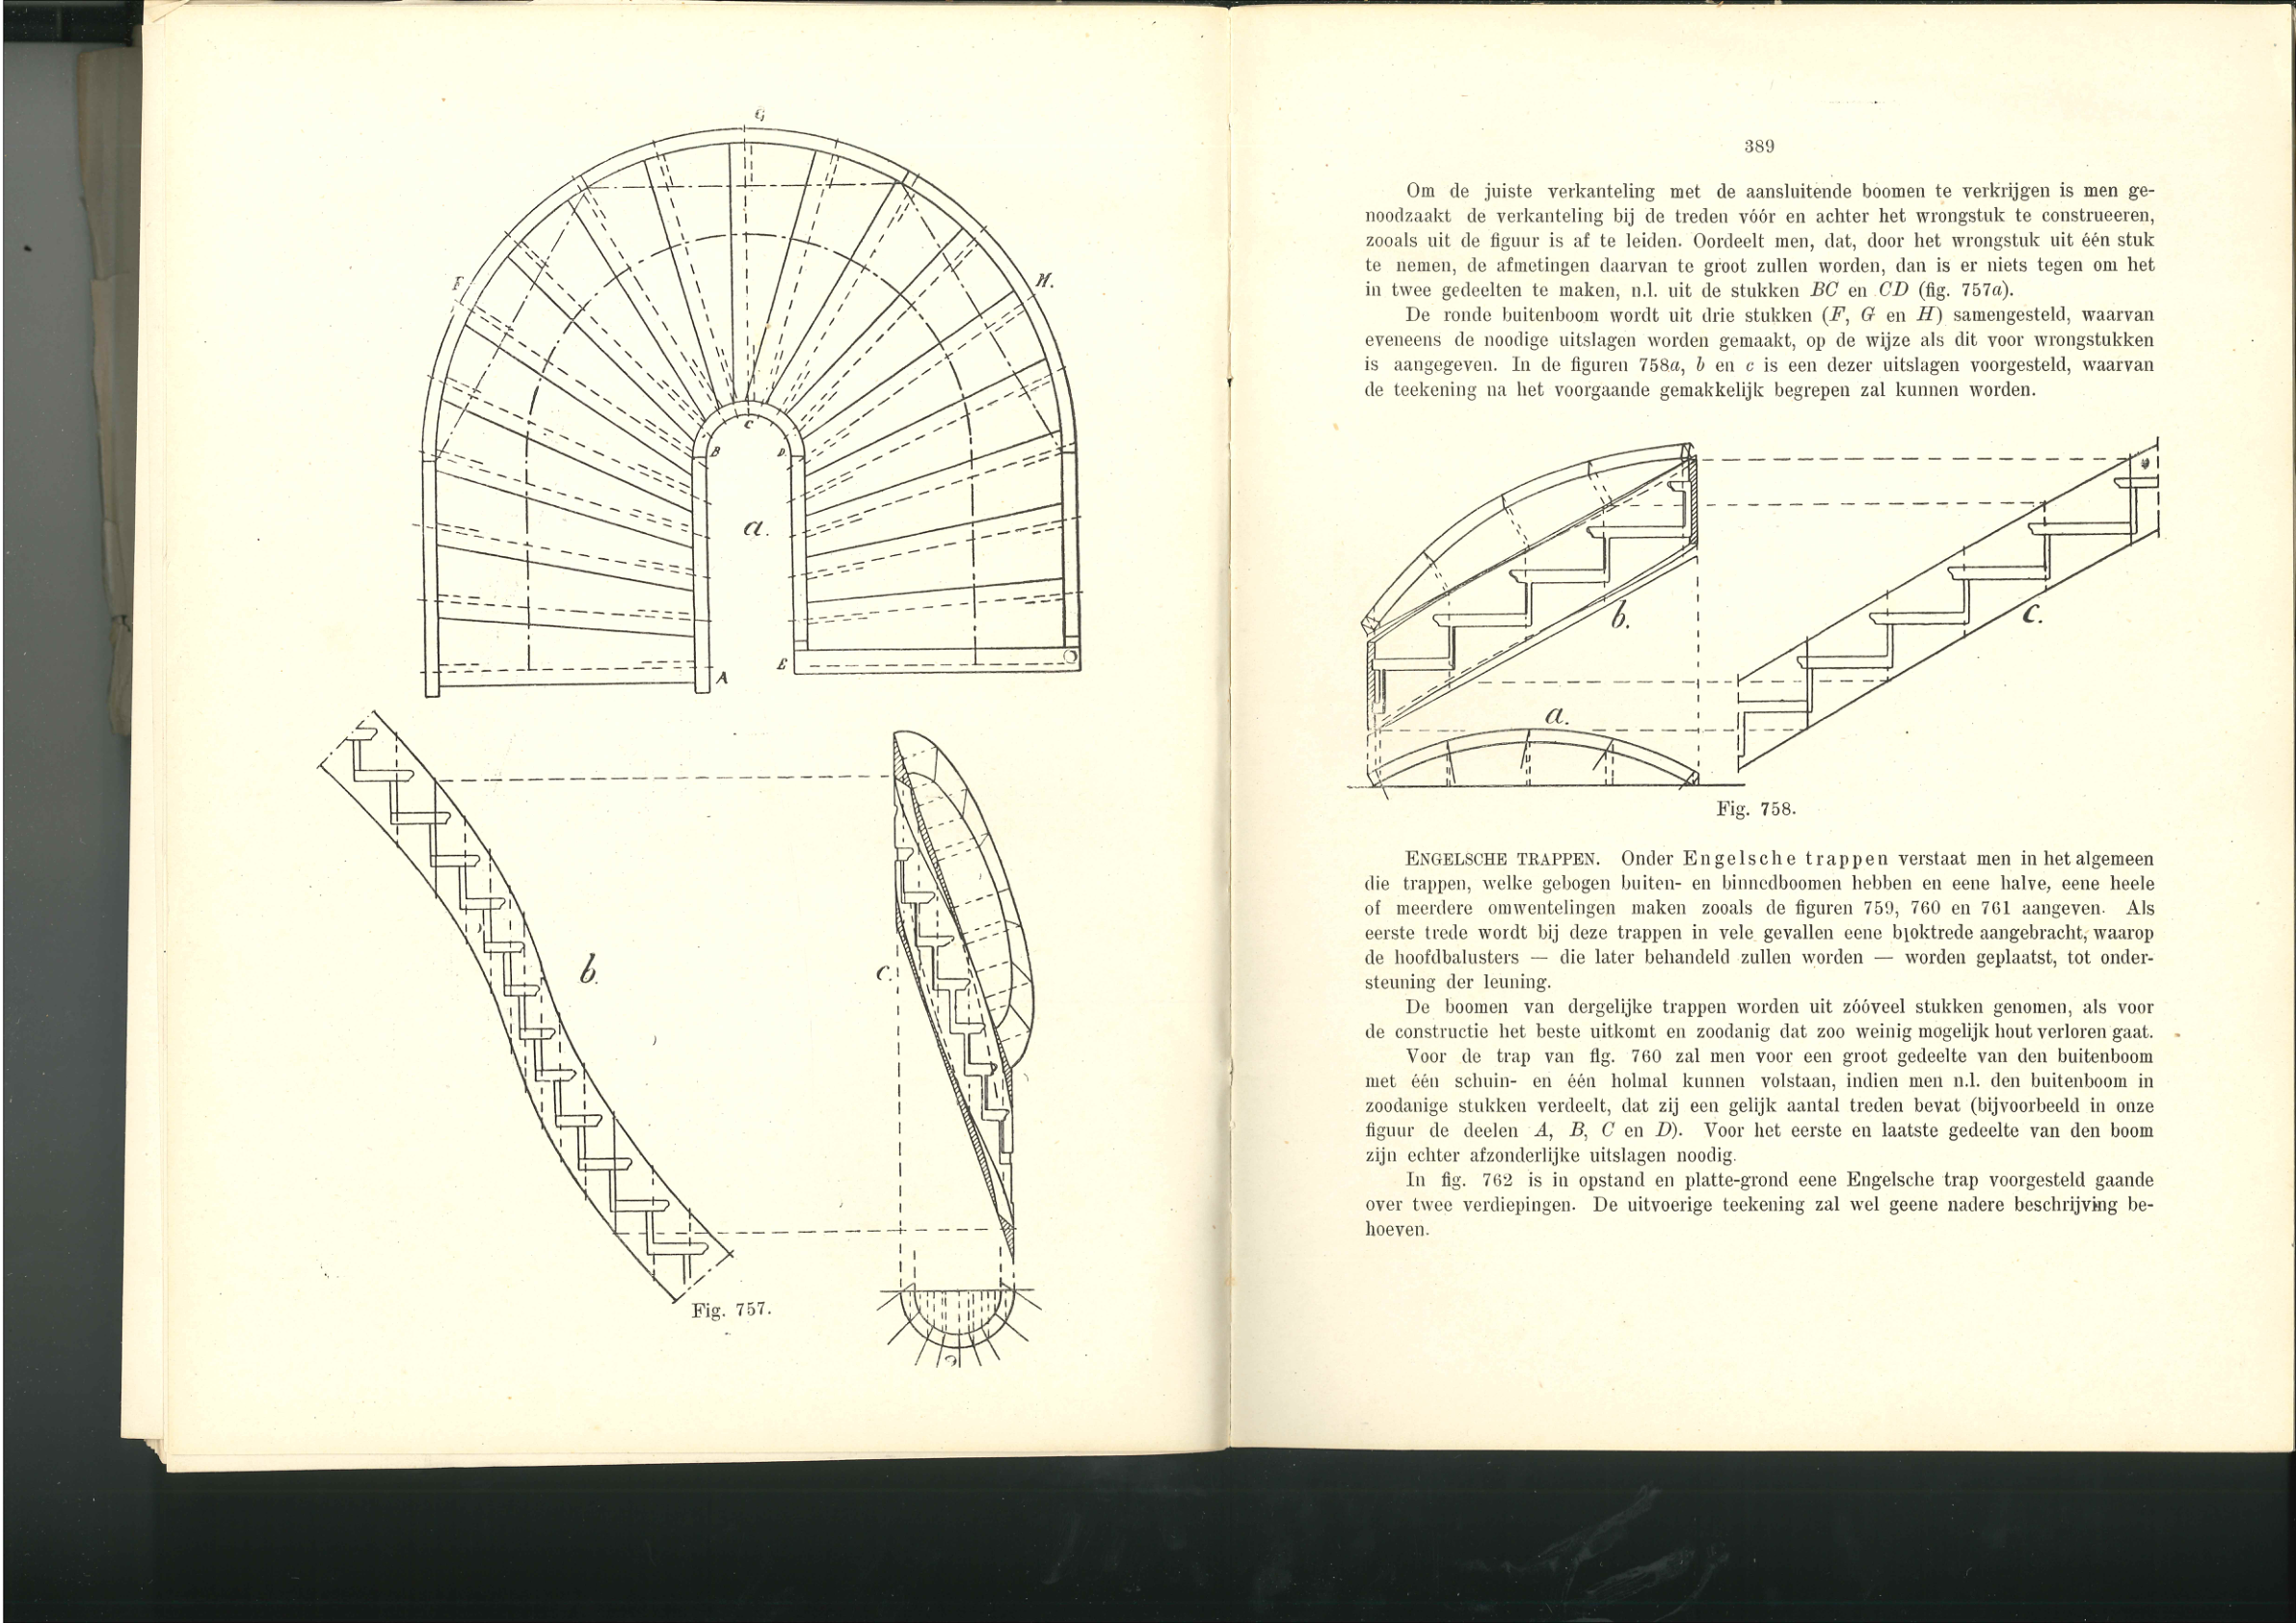 G
F
H.
C
B
D.
a.
E
A
b.
c.
Fig. 757.
389
Om de juiste verkanteling met de aansluitende boomen te verkrijgen is men ge-
noodzaakt de verkanteling bij de treden vóór en achter het wrongstuk te construeeren,
zooals uit de figuur is af te leiden. Oordeelt men, dat, door het wrongstuk uit één stuk
te nemen, de afmetingen daarvan te groot zullen worden, dan is er niets tegen om het
in twee gedeelten te maken, n.l. uit de stukken BC en CD (fig. 757a).
De ronde buitenboom wordt uit drie stukken (F, G en H) samengesteld, waarvan
eveneens de noodige uitslagen worden gemaakt, op de wijze als dit voor wrongstukken
is aangegeven. In de figuren 758a, b en c is een dezer uitslagen voorgesteld, waarvan
de teekening na het voorgaande gemakkelijk begrepen zal kunnen worden.
b.
c.
a.
Fig. 758.
ENGELSCHE TRAPPEN. Onder Engelsche trappen verstaat men in het algemeen
die trappen, welke gebogen buiten- en binnedboomen hebben en eene halve, eene heele
of meerdere omwentelingen maken zooals de figuren 759, 760 en 761 aangeven. Als
eerste trede wordt bij deze trappen in vele gevallen eene bloktrede aangebracht, waarop
de hoofdbalusters — die later behandeld zullen worden — worden geplaatst, tot onder-
steuning der leuning.
De boomen van dergelijke trappen worden uit zóóveel stukken genomen, als voor
de constructie het beste uitkomt en zoodanig dat zoo weinig mogelijk hout verloren gaat.
Voor de trap van fig. 760 zal men voor een groot gedeelte van den buitenboom
met één schuin- en één holmal kunnen volstaan, indien men n.l. den buitenboom in
zoodanige stukken verdeelt, dat zij een gelijk aantal treden bevat (bijvoorbeeld in onze
figuur de deelen A, B, C en D). Voor het eerste en laatste gedeelte van den boom
zijn echter afzonderlijke uitslagen noodig.
In fig. 762 is in opstand en platte-grond eene Engelsche trap voorgesteld gaande
over twee verdiepingen. De uitvoerige teekening zal wel geene nadere beschrijving be-
hoeven.